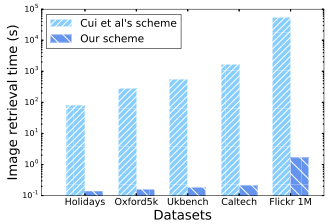 10^5
Cui et al's scheme
Our scheme
10^4
10^3
10^2
10^1
10^0
10^-1
Image retrieval time (s)
Holidays Oxford5k Ukbench Caltech Flickr 1M
Datasets